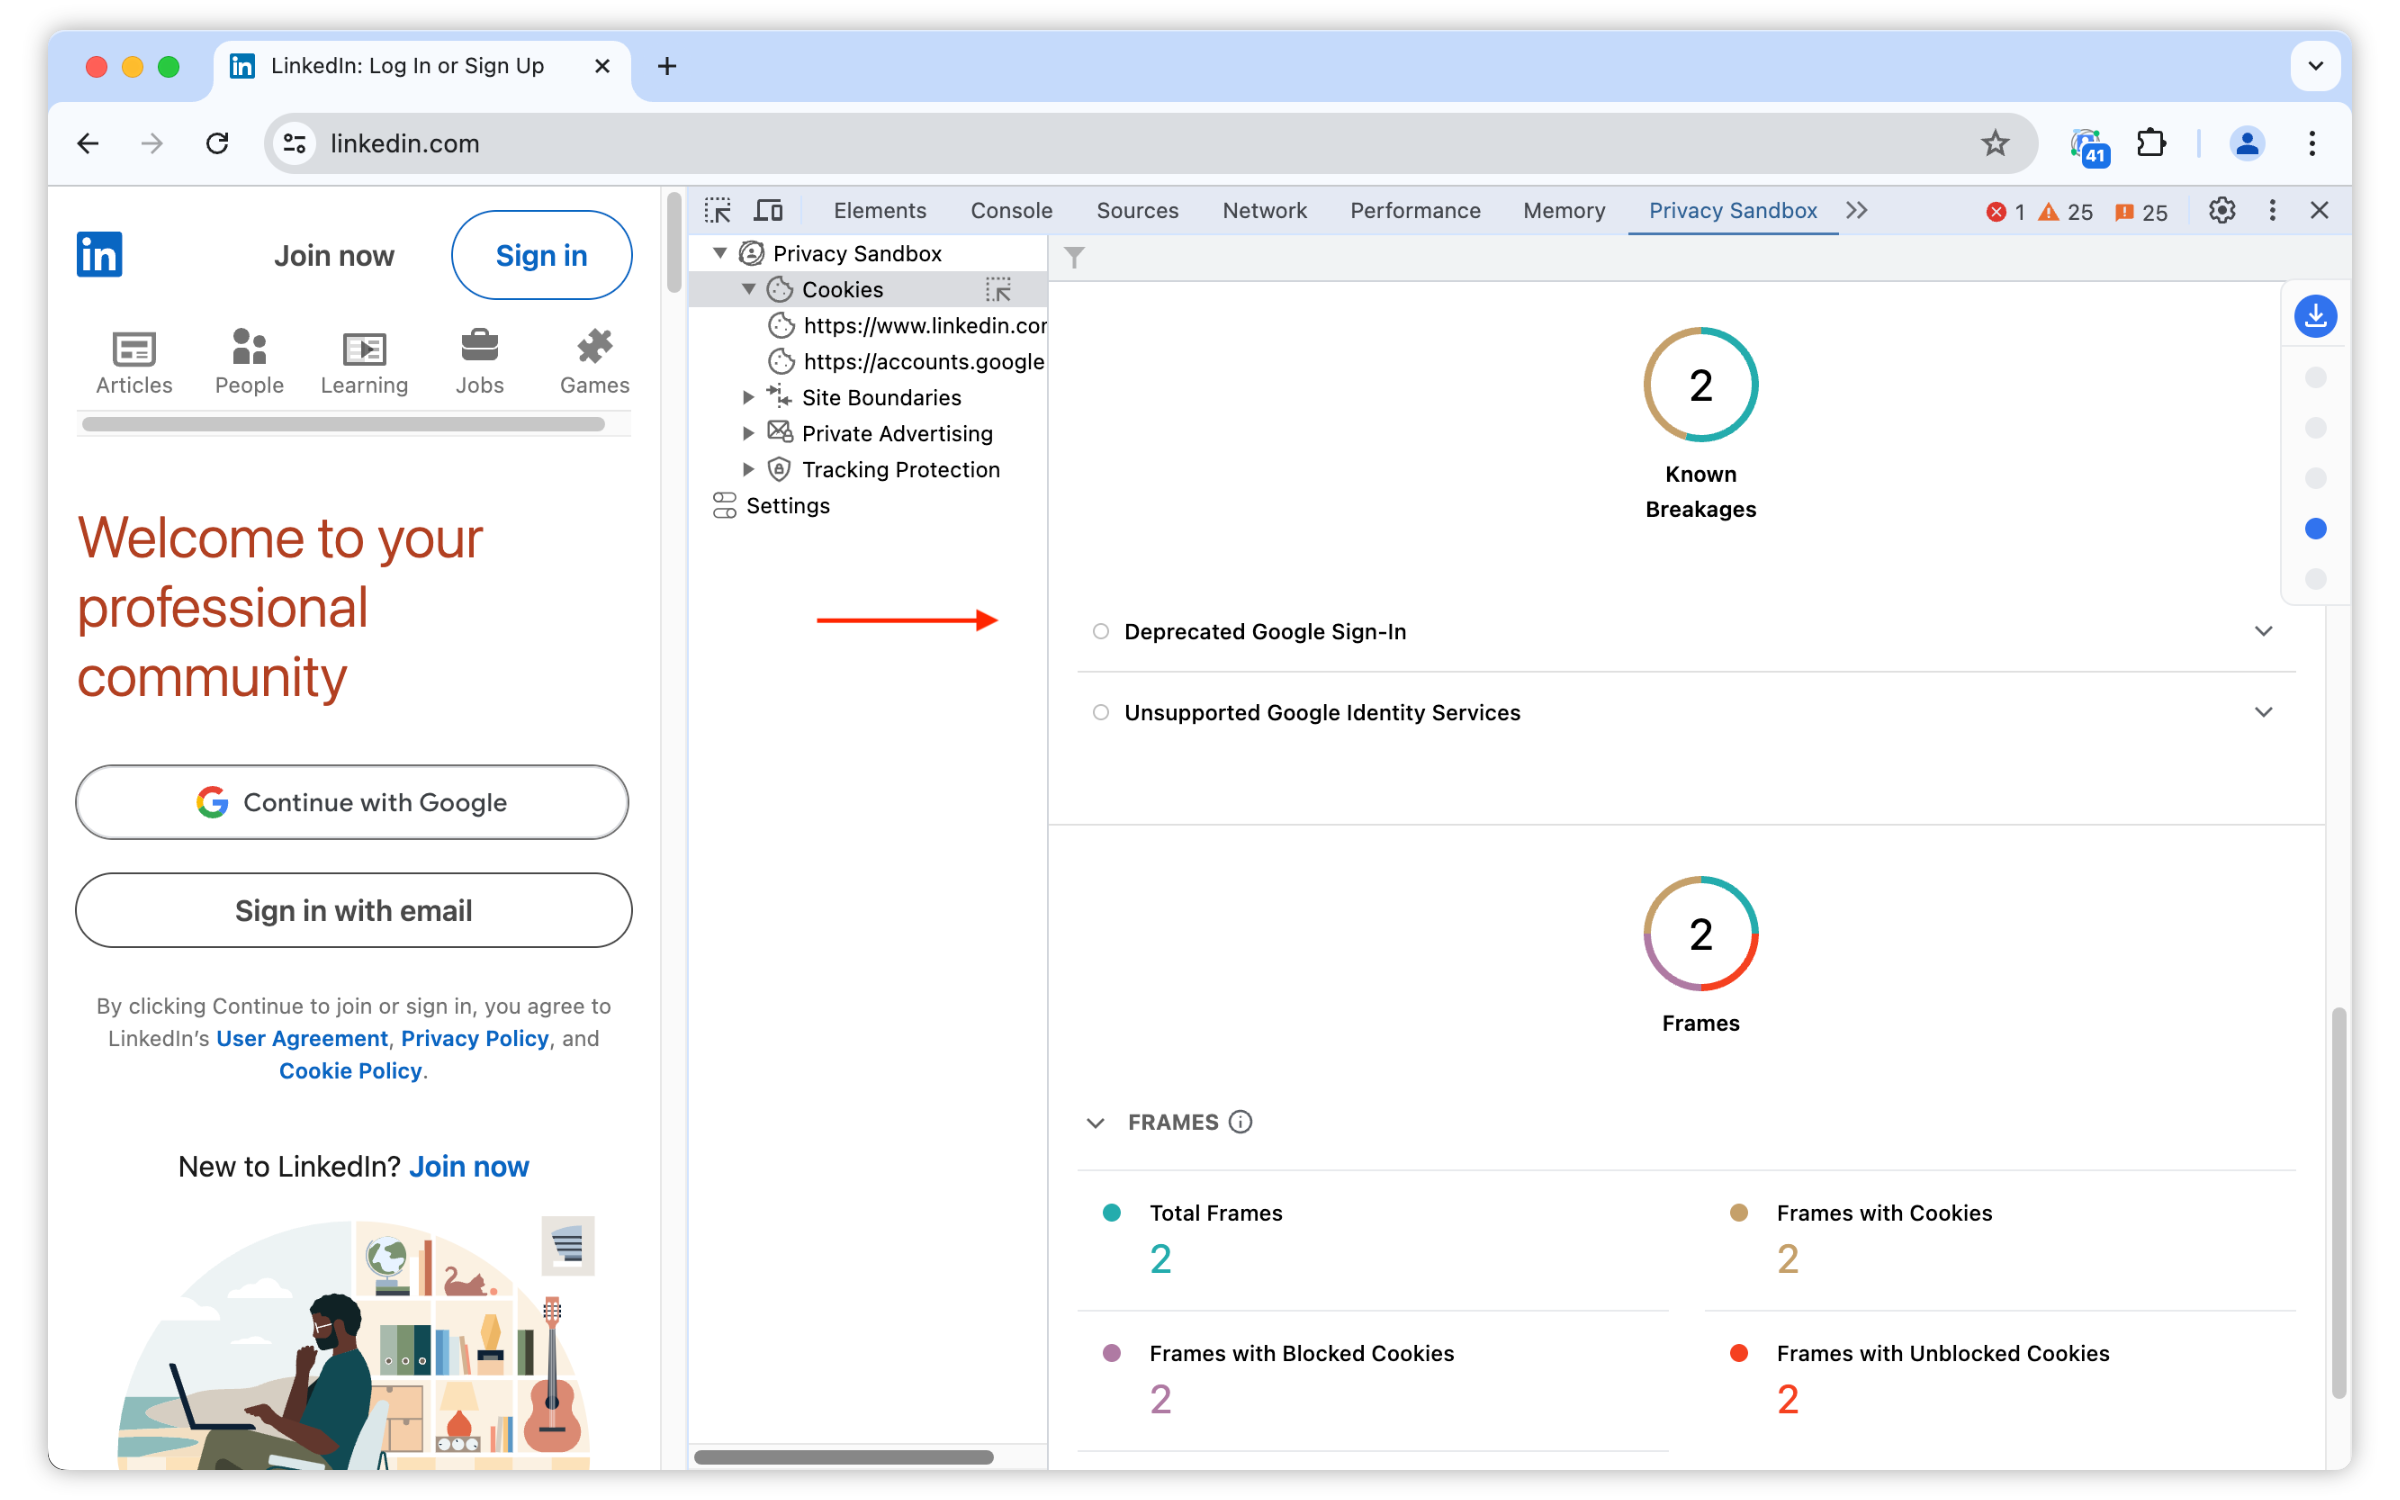 LinkedIn: Log In or Sign Up
linkedin.com
41
in
Join now
Sign in
Articles
People
Learning
Jobs
Games
Welcome to your
professional
community
Continue with Google
Sign in with email
By clicking Continue to join or sign in, you agree to
LinkedIn’s User Agreement, Privacy Policy, and
Cookie Policy.
New to LinkedIn? Join now
Elements
Console
Sources
Network
Performance
Memory
Privacy Sandbox
1
25
25
Privacy Sandbox
Cookies
https://www.linkedin.cor
https://accounts.google
Site Boundaries
Private Advertising
Tracking Protection
Settings
2
Known
Breakages
Deprecated Google Sign-In
Unsupported Google Identity Services
2
Frames
FRAMES
Total Frames
2
Frames with Cookies
2
Frames with Blocked Cookies
2
Frames with Unblocked Cookies
2